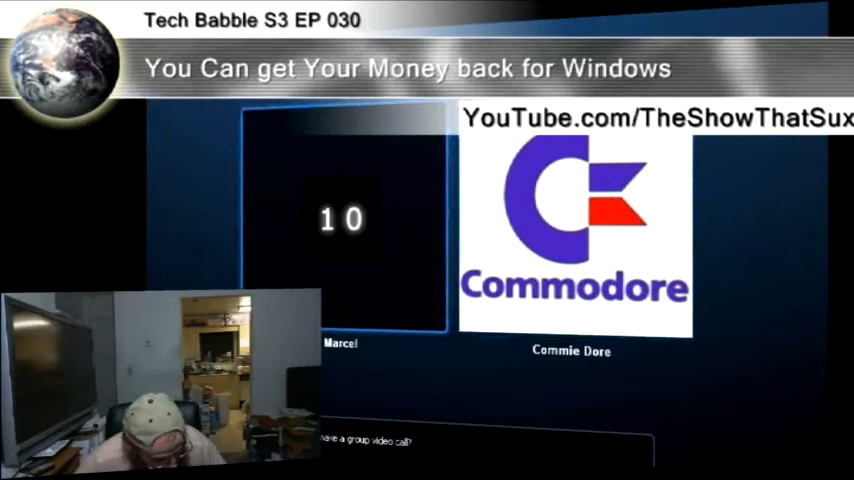 Tech Babble S3 EP 030
You Can get Your Money back for Windows
YouTube.com/TheShowThatSux
10
Commodore
Marcel
Commie Dore
make a group video call?